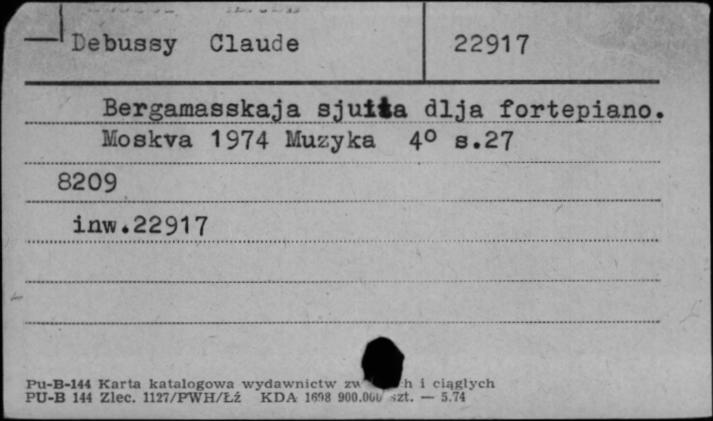 Debussy Claude 22917
Bergamasskaja sjuita dlja fortepiano.
Moskva 1974 Muzyka 4° s.27
8209
inw.22917
Pu-B-144 Karta katalogowa wydawnictw i ciągłych
PU-B 144 Zlec. 1127/PWH/Łź KDA 1698 900.000 szt. — 5.74